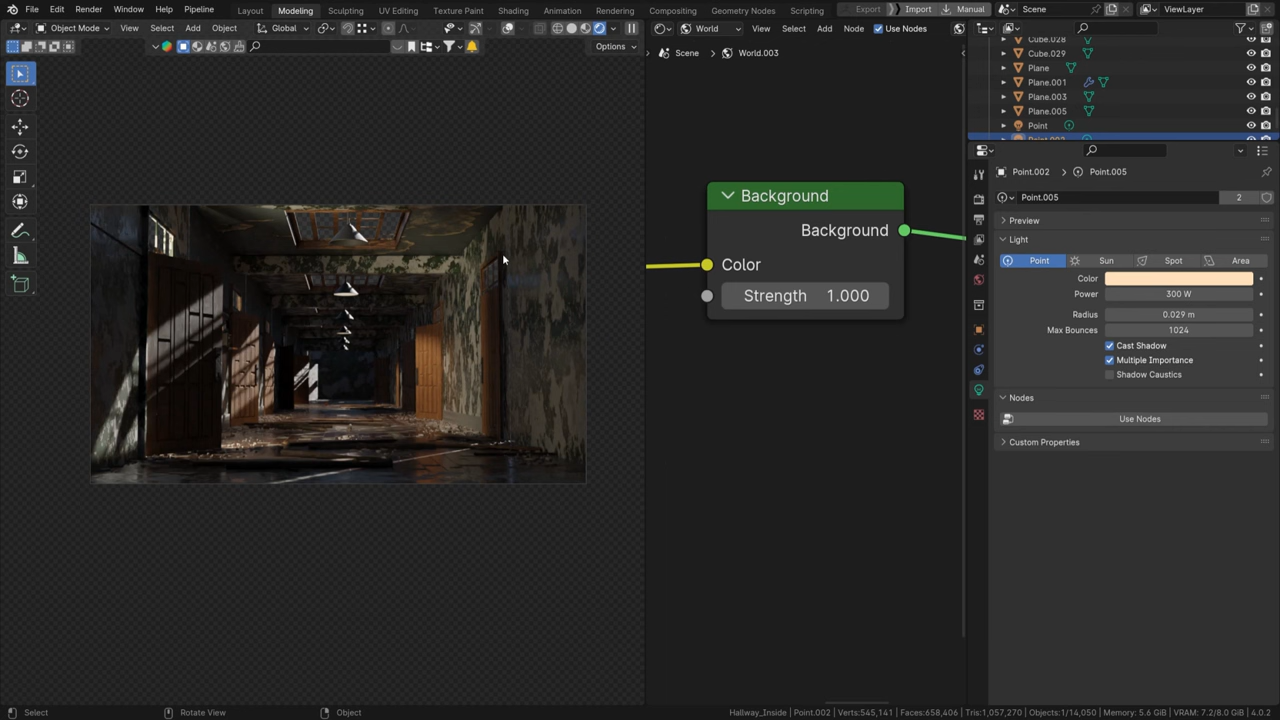 File Edit Render Window Help Pipeline Layout Modeling Sculpting UV Editing Texture Paint Shading Animation Rendering Compositing Geometry Nodes Scripting Export Import Manual Scene ViewLayer
Object Mode View Select Add Object Global
Options
World View Select Add Node Use Nodes
Scene World.003
Background
Background
Color
Strength 1.000
Cube.028
Cube.029
Plane
Plane.001
Plane.003
Plane.005
Point
Point.002
Point.002 Point.005
Point.005 2
Preview
Light
Point Sun Spot Area
Color
Power 300 W
Radius 0.029 m
Max Bounces 1024
Cast Shadow
Multiple Importance
Shadow Caustics
Nodes
Use Nodes
Custom Properties
Select Rotate View Object Hallway_Inside | Point.002 | Verts:545,141 | Faces:658,406 | Tris:1,057,270 | Objects:1/14,050 | Memory: 5.6 GiB | VRAM: 7.2/8.0 GiB | 4.0.2